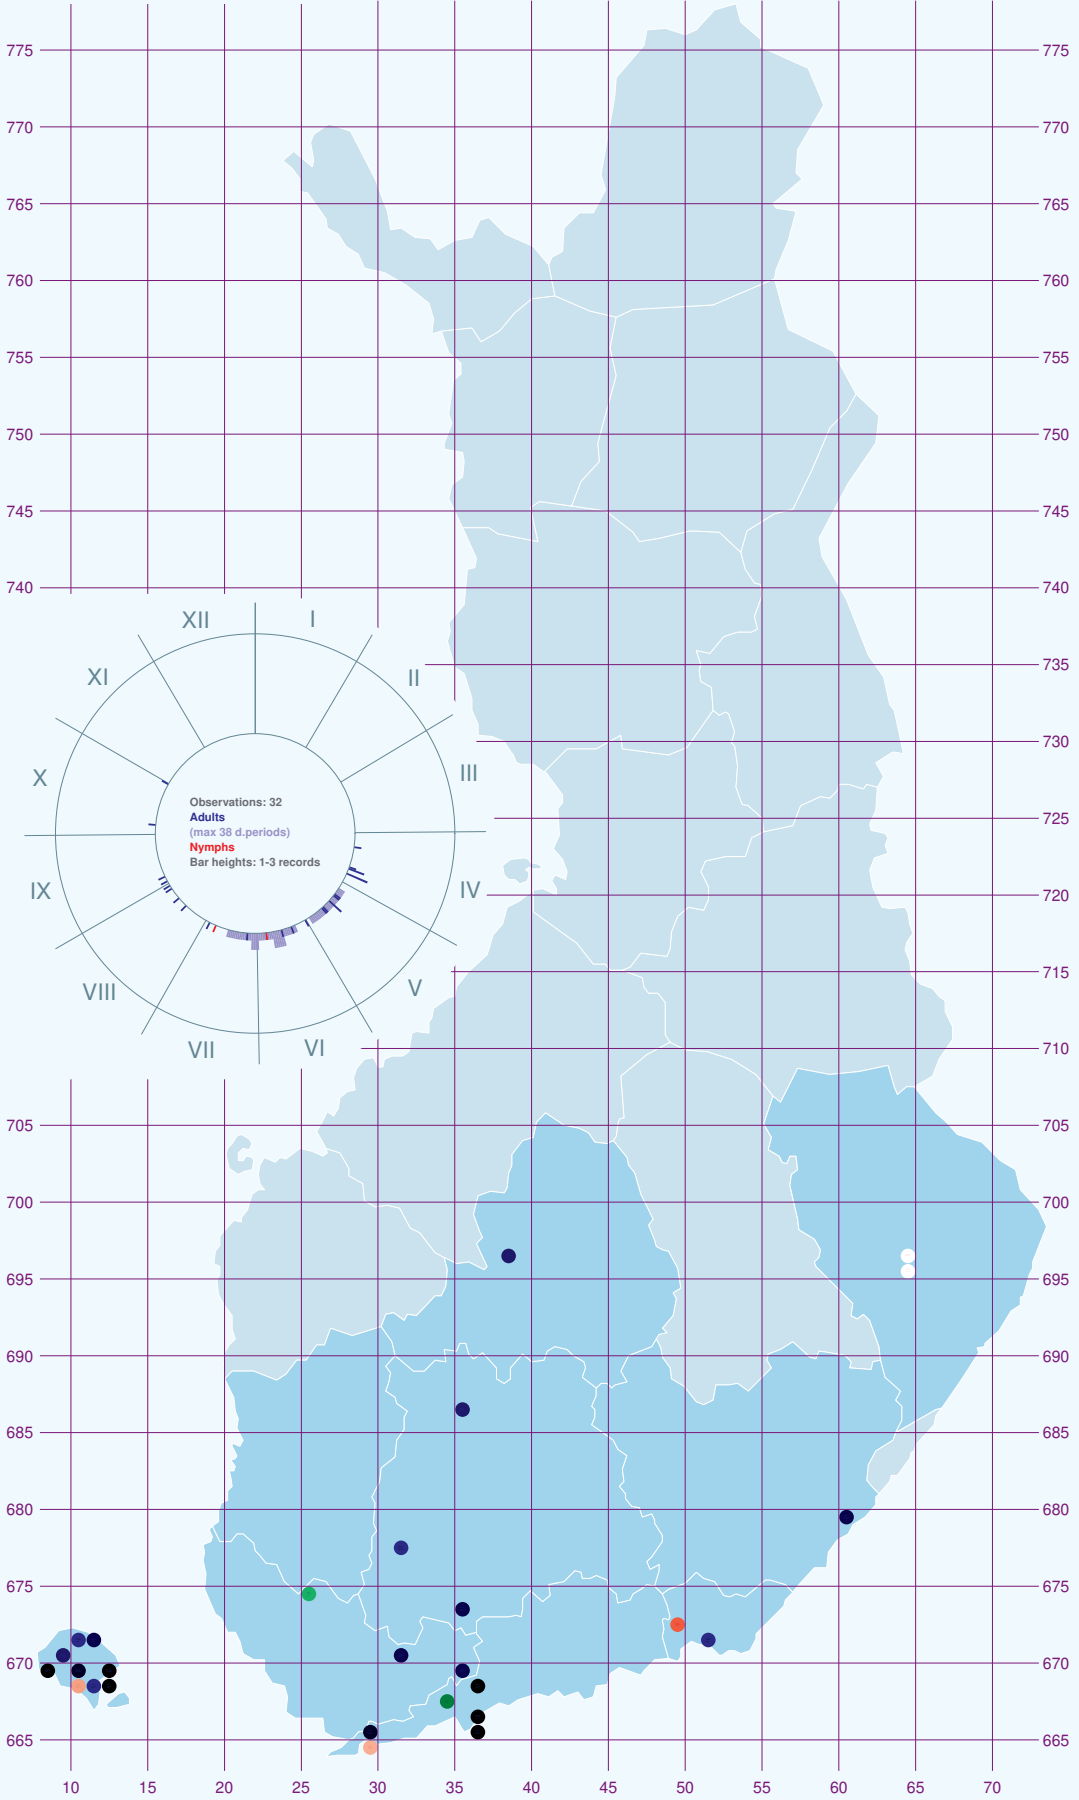 775 775
770 770
765 765
760 760
755 755
750 750
745 745
740 740
XII I
XI II
735
730
X III
Observations: 32
Adults
(max 38 d.periods)
Nymphs
Bar heights: 1-3 records
725
IX IV
720
VIII V
715
VII VI
710
705 705
700 700
695 695
690 690
685 685
680 680
675 675
670 670
665 665
10 15 20 25 30 35 40 45 50 55 60 65 70